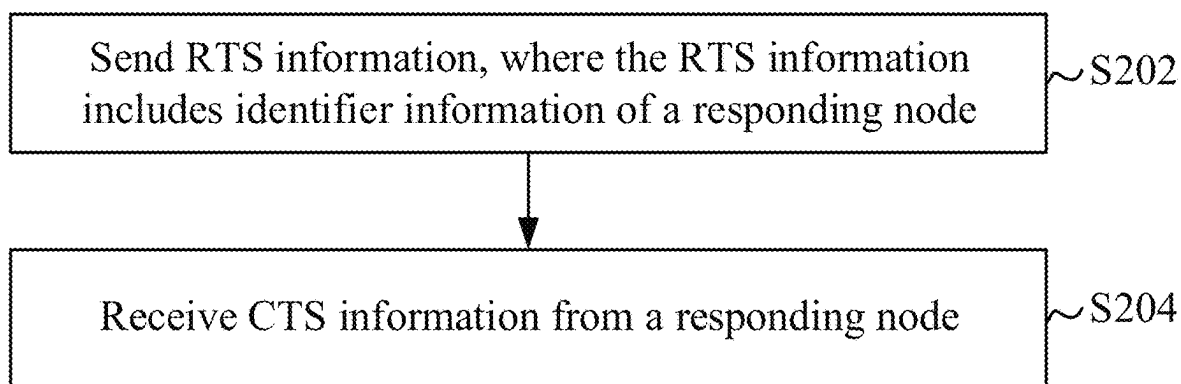 Send RTS information, where the RTS information
includes identifier information of a responding node
S202
Receive CTS information from a responding node
S204